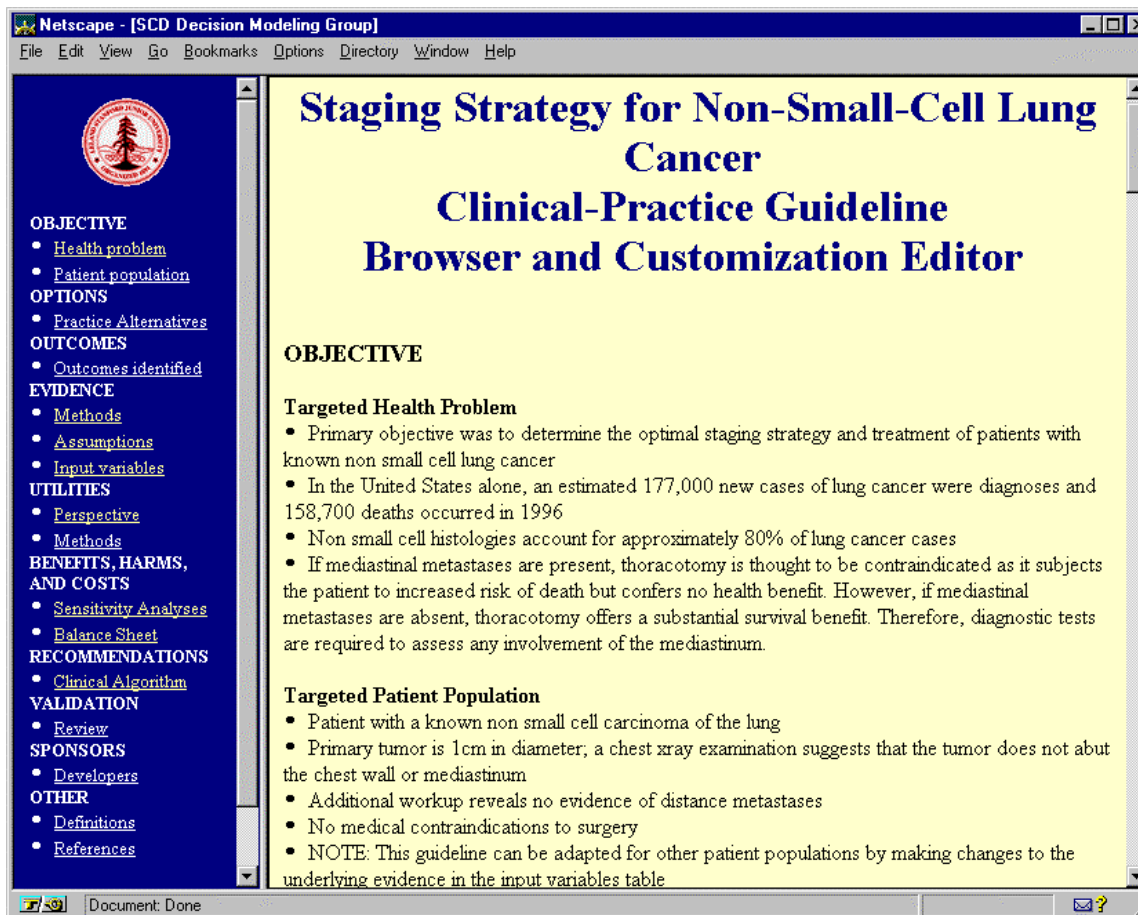 Netscape - [SCD Decision Modeling Group]
File Edit View Go Bookmarks Options Directory Window Help
OBJECTIVE
Health problem
Patient population
OPTIONS
Practice Alternatives
OUTCOMES
Outcomes identified
EVIDENCE
Methods
Assumptions
Input variables
UTILITIES
Perspective
Methods
BENEFITS, HARMS,
AND COSTS
Sensitivity Analyses
Balance Sheet
RECOMMENDATIONS
Clinical Algorithm
VALIDATION
Review
SPONSORS
Developers
OTHER
Definitions
References
Staging Strategy for Non-Small-Cell Lung
Cancer
Clinical-Practice Guideline
Browser and Customization Editor
OBJECTIVE
Targeted Health Problem
• Primary objective was to determine the optimal staging strategy and treatment of patients with
known non small cell lung cancer
• In the United States alone, an estimated 177,000 new cases of lung cancer were diagnoses and
158,700 deaths occurred in 1996
• Non small cell histologies account for approximately 80% of lung cancer cases
• If mediastinal metastases are present, thoracotomy is thought to be contraindicated as it subjects
the patient to increased risk of death but confers no health benefit. However, if mediastinal
metastases are absent, thoracotomy offers a substantial survival benefit. Therefore, diagnostic tests
are required to assess any involvement of the mediastinum.
Targeted Patient Population
• Patient with a known non small cell carcinoma of the lung
• Primary tumor is 1cm in diameter; a chest xray examination suggests that the tumor does not abut
the chest wall or mediastinum
• Additional workup reveals no evidence of distance metastases
• No medical contraindications to surgery
• NOTE: This guideline can be adapted for other patient populations by making changes to the
underlying evidence in the input variables table
Document: Done